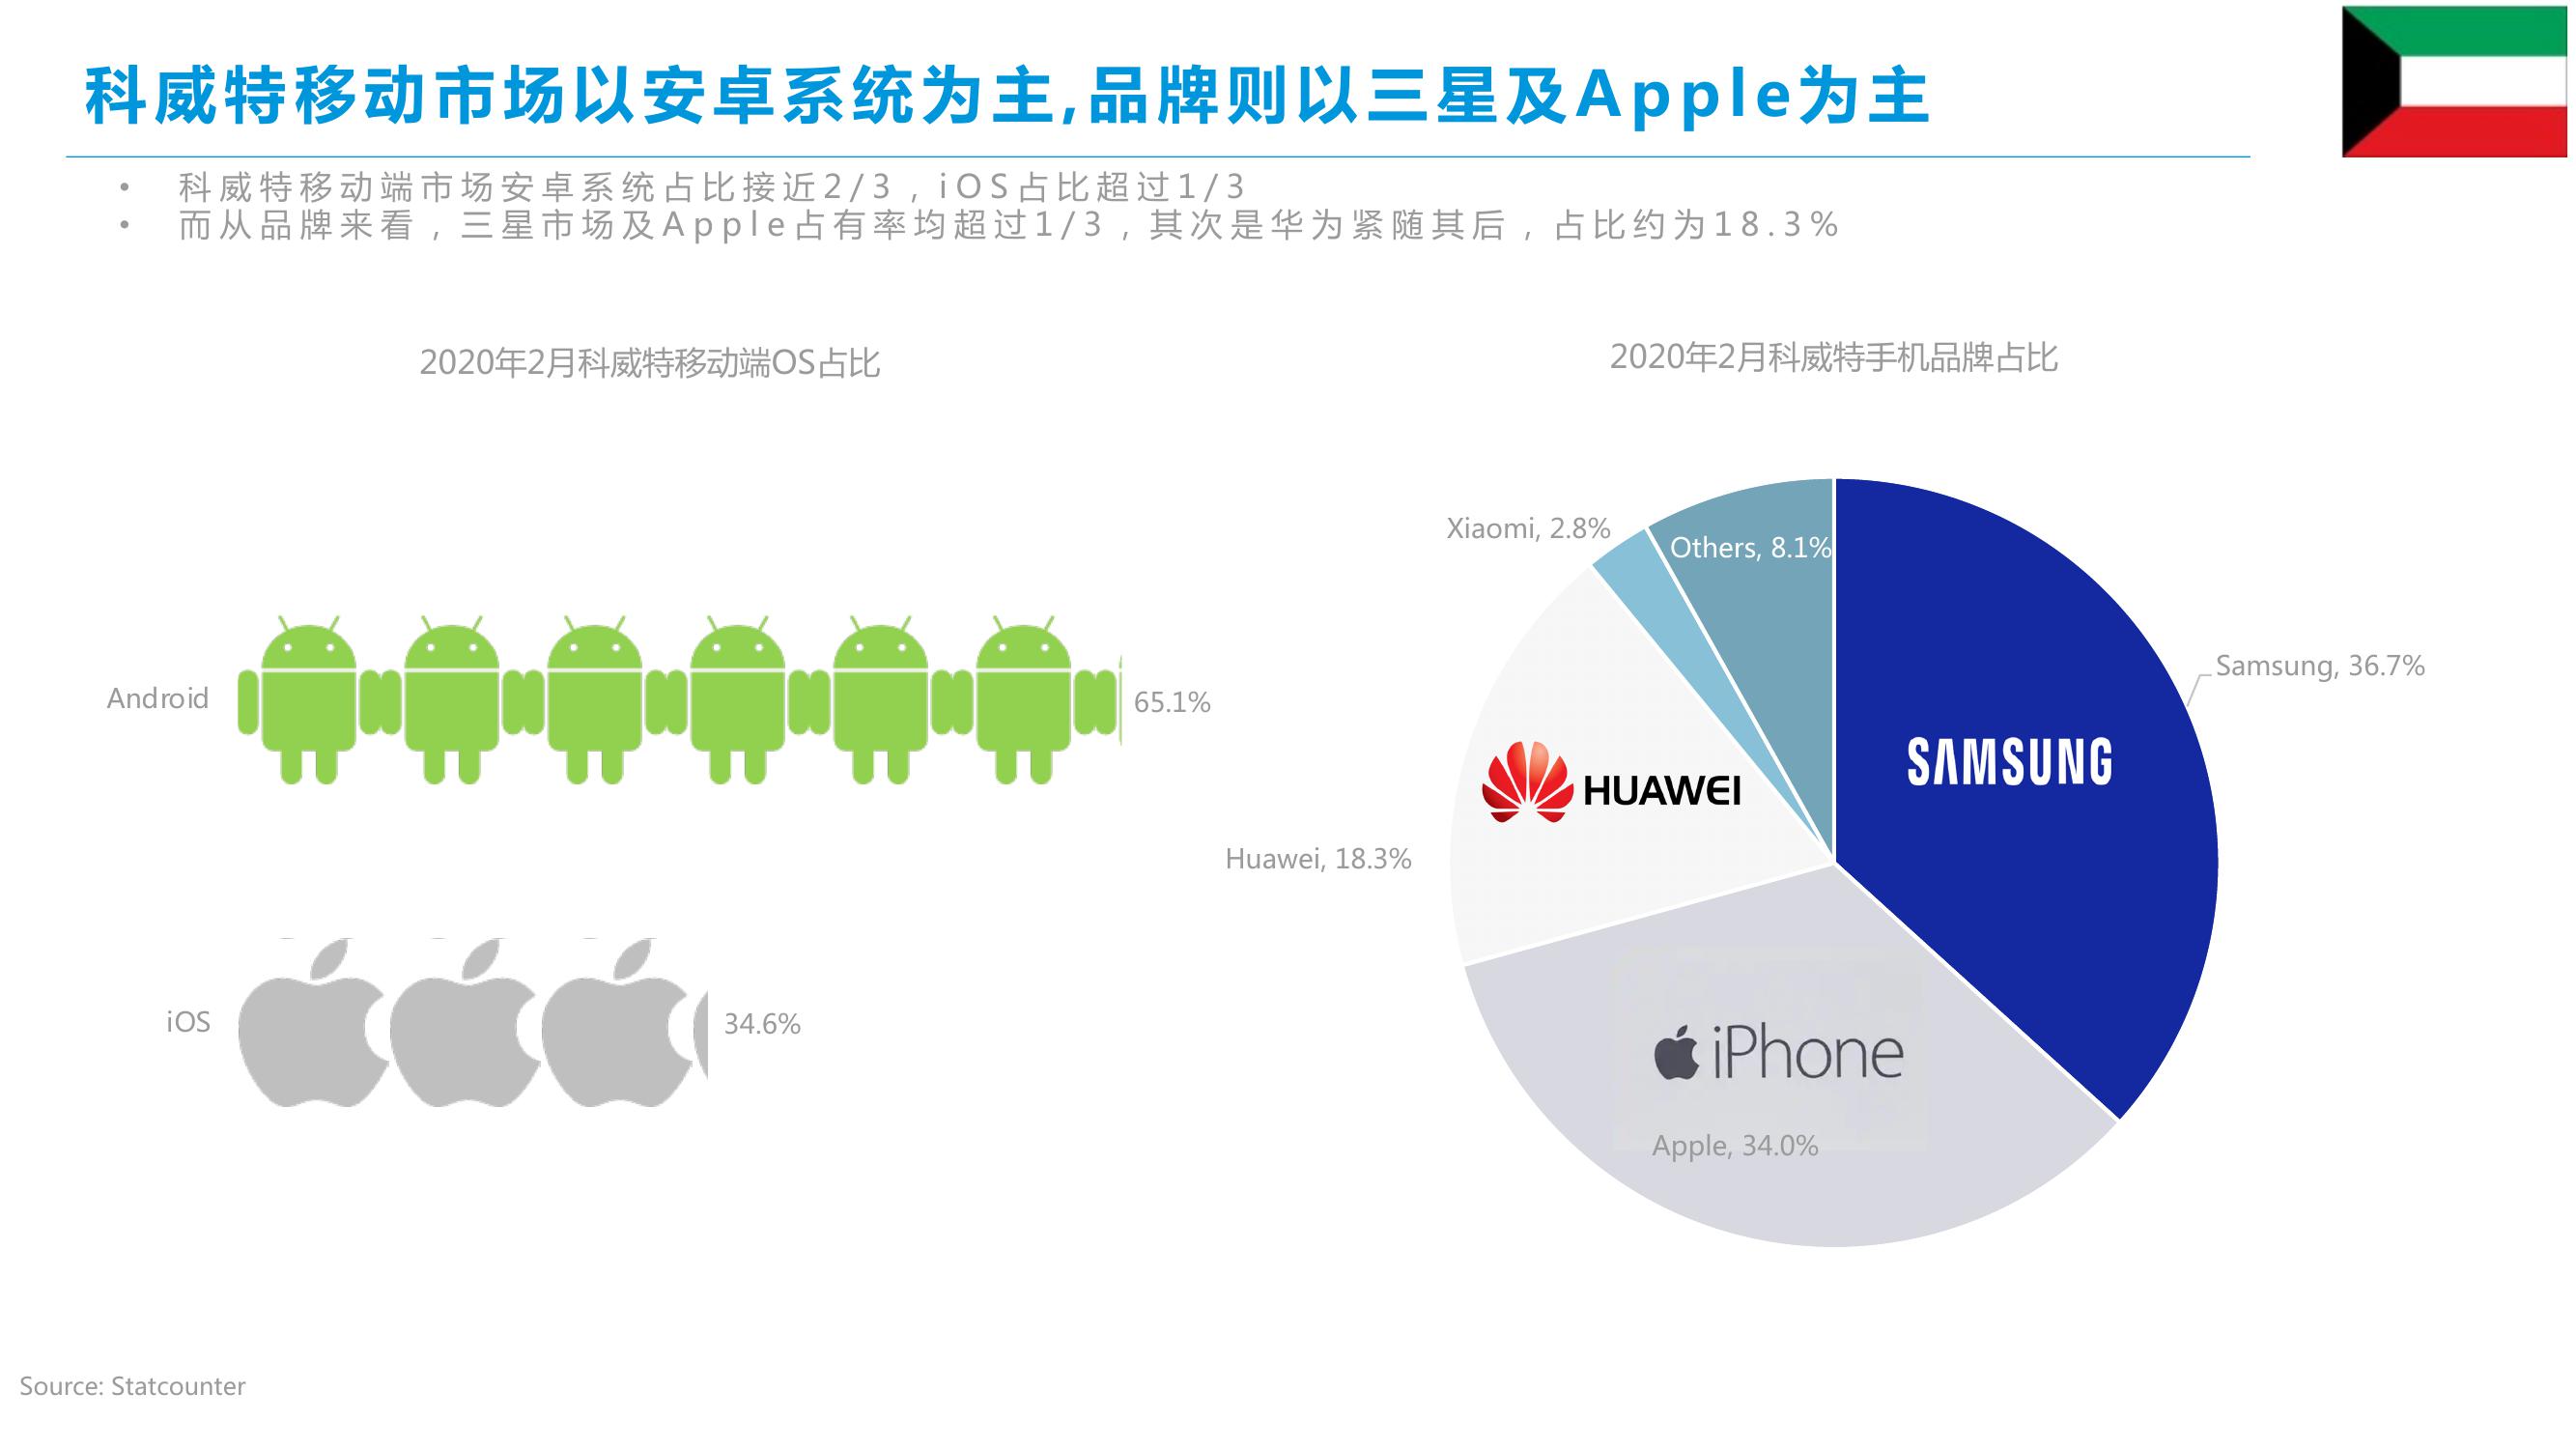 科威特移动市场以安卓系统为主,品牌则以三星及Apple为主
• 科威特移动端市场安卓系统占比接近2/3，iOS占比超过1/3
• 而从品牌来看，三星市场及Apple占有率均超过1/3，其次是华为紧随其后，占比约为18.3%
2020年2月科威特移动端OS占比
Android
65.1%
iOS
34.6%
2020年2月科威特手机品牌占比
Xiaomi, 2.8%
Others, 8.1%
Samsung, 36.7%
SAMSUNG
HUAWEI
Huawei, 18.3%
iPhone
Apple, 34.0%
Source: Statcounter